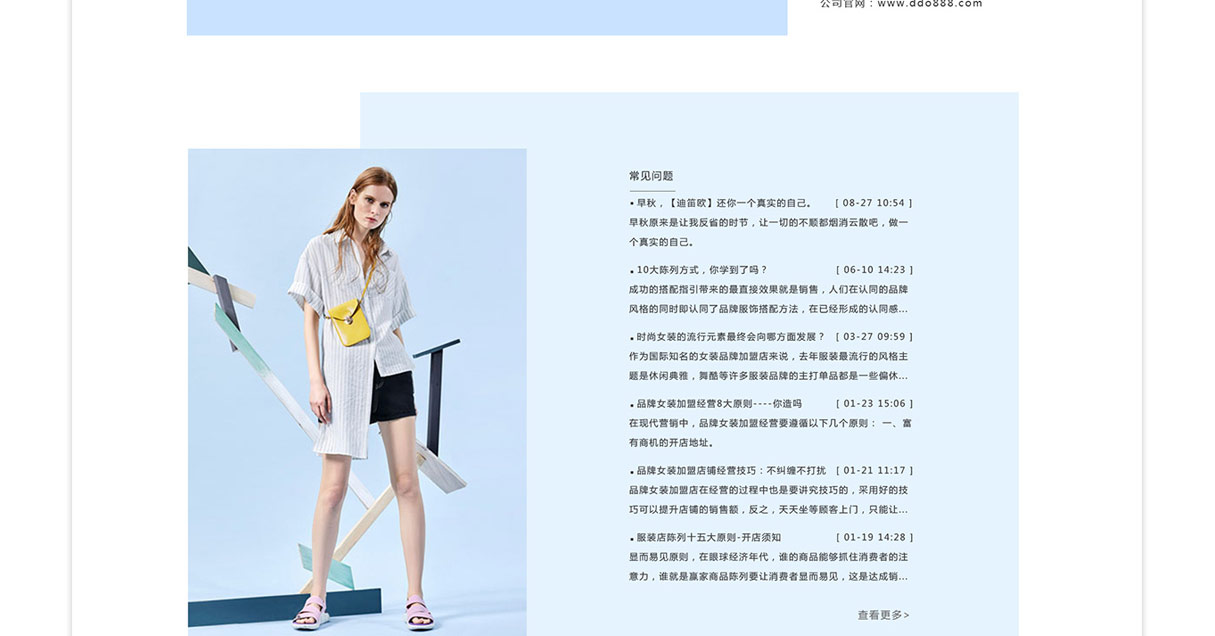 公司官网：www.ddo888.com
常见问题
• 早秋，【迪笛欧】还你一个真实的自己。 [ 08-27 10:54 ]
早秋原来是让我反省的时节，让一切的不顺都烟消云散吧，做一
个真实的自己。
• 10大陈列方式，你学到了吗？ [ 06-10 14:23 ]
成功的搭配指引带来的最直接效果就是销售，人们在认同的品牌
风格的同时即认同了品牌服饰搭配方法，在已经形成的认同感...
• 时尚女装的流行元素最终会向哪方面发展？ [ 03-27 09:59 ]
作为国际知名的女装品牌加盟店来说，去年服装最流行的风格主
题是休闲典雅，舞酷等许多服装品牌的主打单品都是一些偏休...
• 品牌女装加盟经营8大原则----你造吗 [ 01-23 15:06 ]
在现代营销中，品牌女装加盟经营要遵循以下几个原则： 一、富
有商机的开店地址。
• 品牌女装加盟店铺经营技巧：不纠缠不打扰 [ 01-21 11:17 ]
品牌女装加盟店在经营的过程中也是要讲究技巧的，采用好的技
巧可以提升店铺的销售额，反之，天天坐等顾客上门，只能让...
• 服装店陈列十五大原则-开店须知 [ 01-19 14:28 ]
显而易见原则，在眼球经济年代，谁的商品能够抓住消费者的注
意力，谁就是赢家商品陈列要让消费者显而易见，这是达成销...
查看更多>